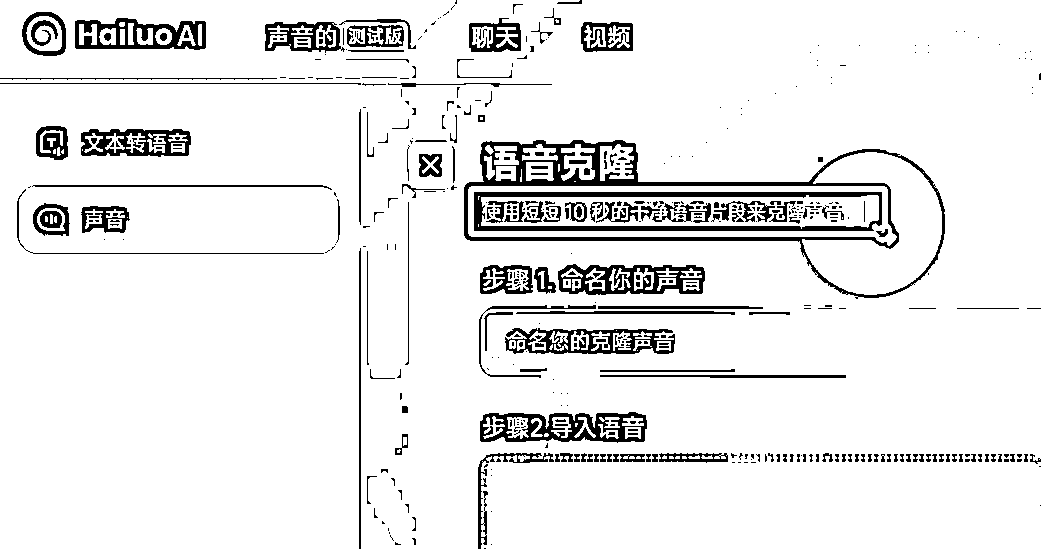 Hailuo AI
声音的 测试版 聊天 视频
文本转语音
声音
语音克隆
使用短短 10 秒的干净语音片段来克隆声音。
步骤 1. 命名你的声音
命名您的克隆声音
步骤2.导入语音